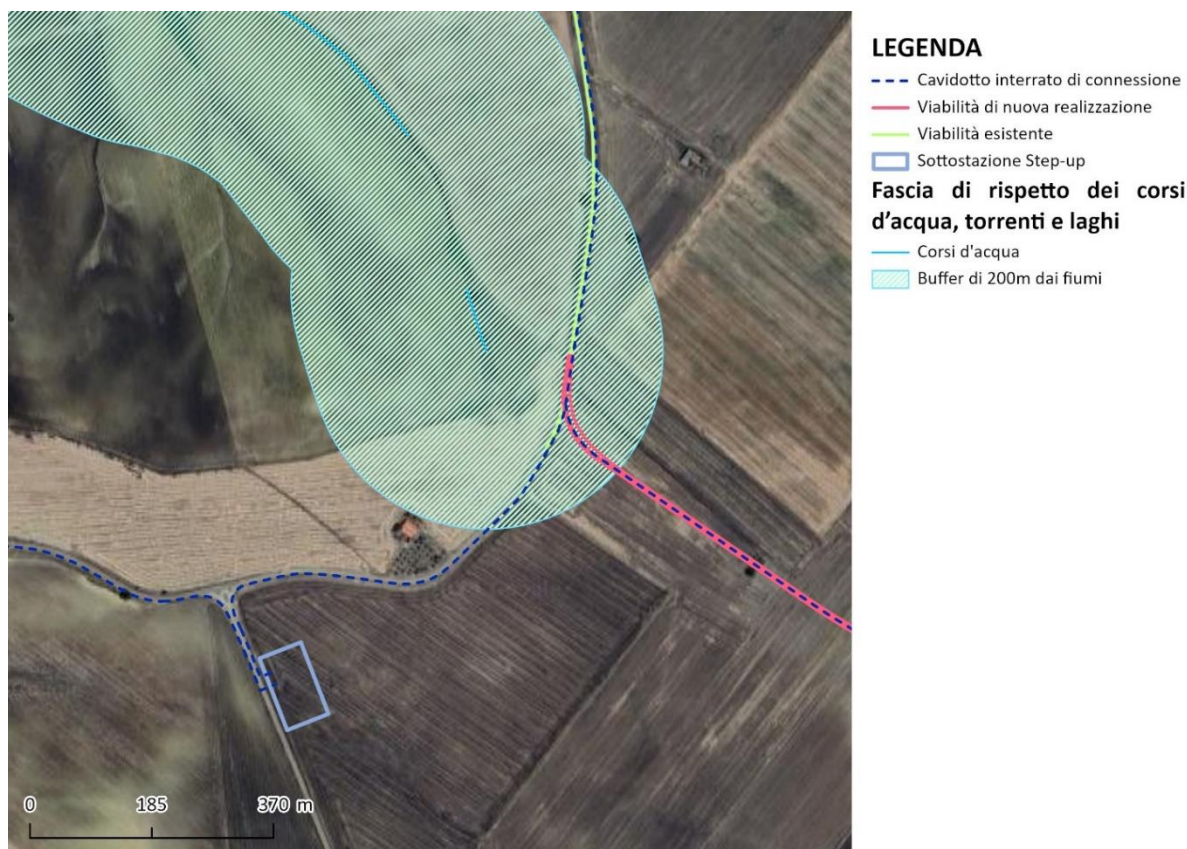 LEGENDA
Cavidotto interrato di connessione
Viabilità di nuova realizzazione
Viabilità esistente
Sottostazione Step-up
Fascia di rispetto dei corsi
d'acqua, torrenti e laghi
Corsi d'acqua
Buffer di 200m dai fiumi
0 185 370 m